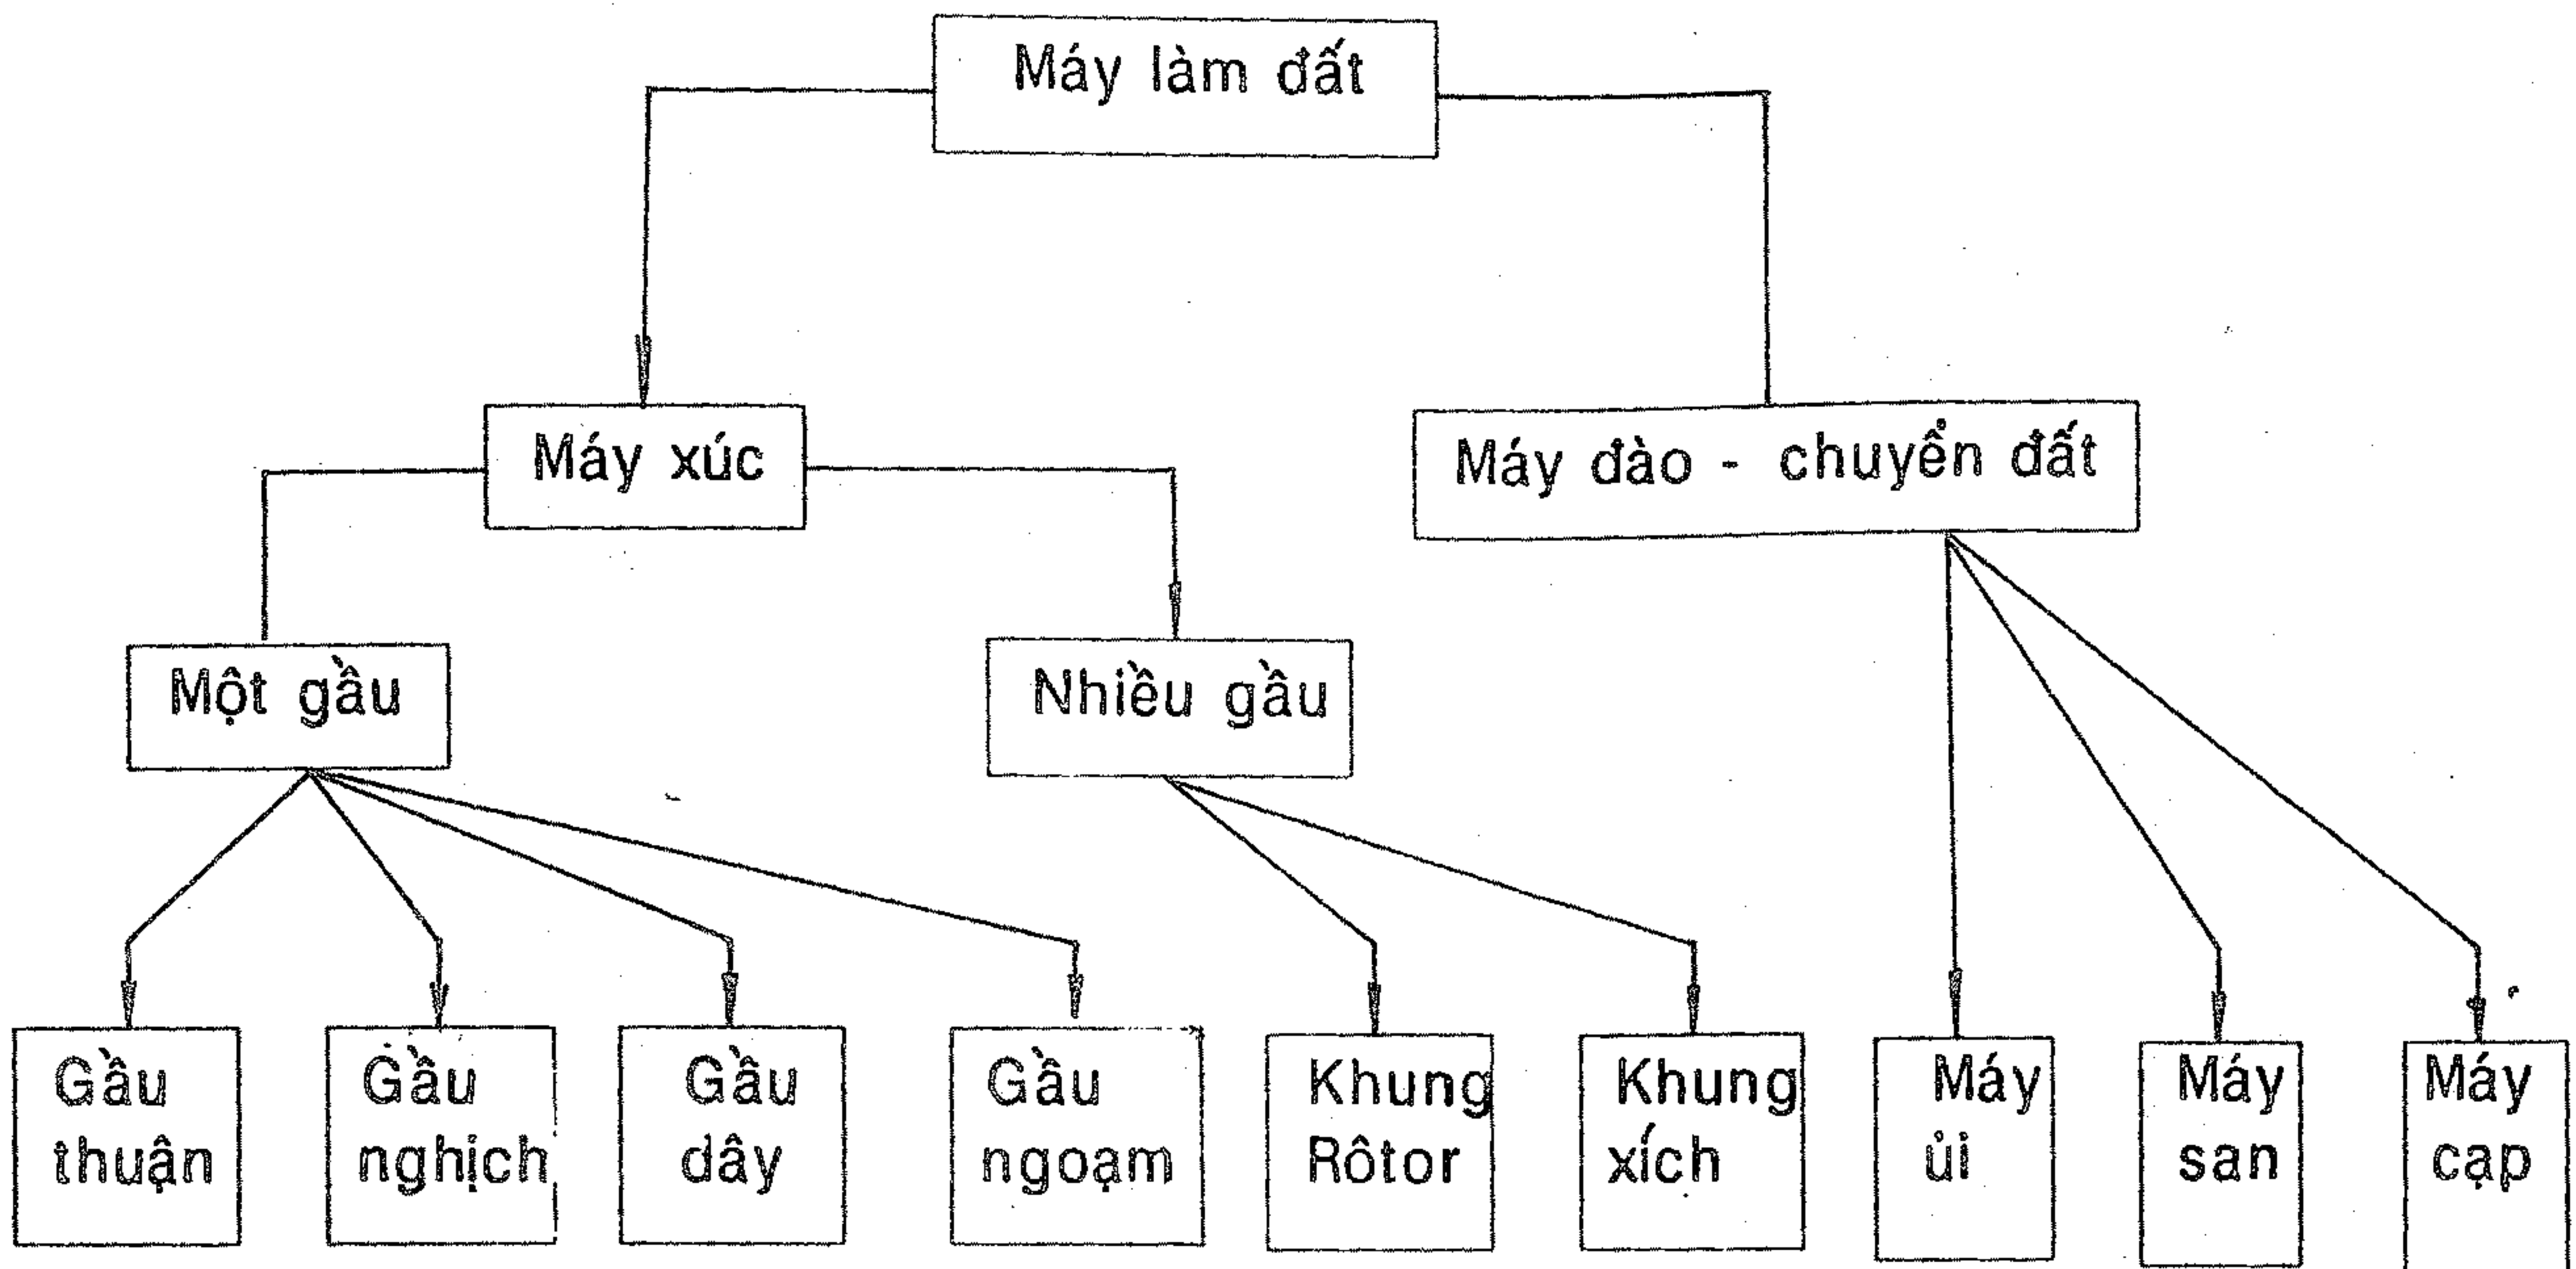 Máy làm đất
Máy xúc
Máy đào - chuyển đất
Một gầu
Nhiều gầu
Gầu
thuận
Gầu
nghịch
Gầu
dây
Gầu
ngoạm
Khung
Rôtor
Khung
xích
Máy
ủi
Máy
san
Máy
cạp